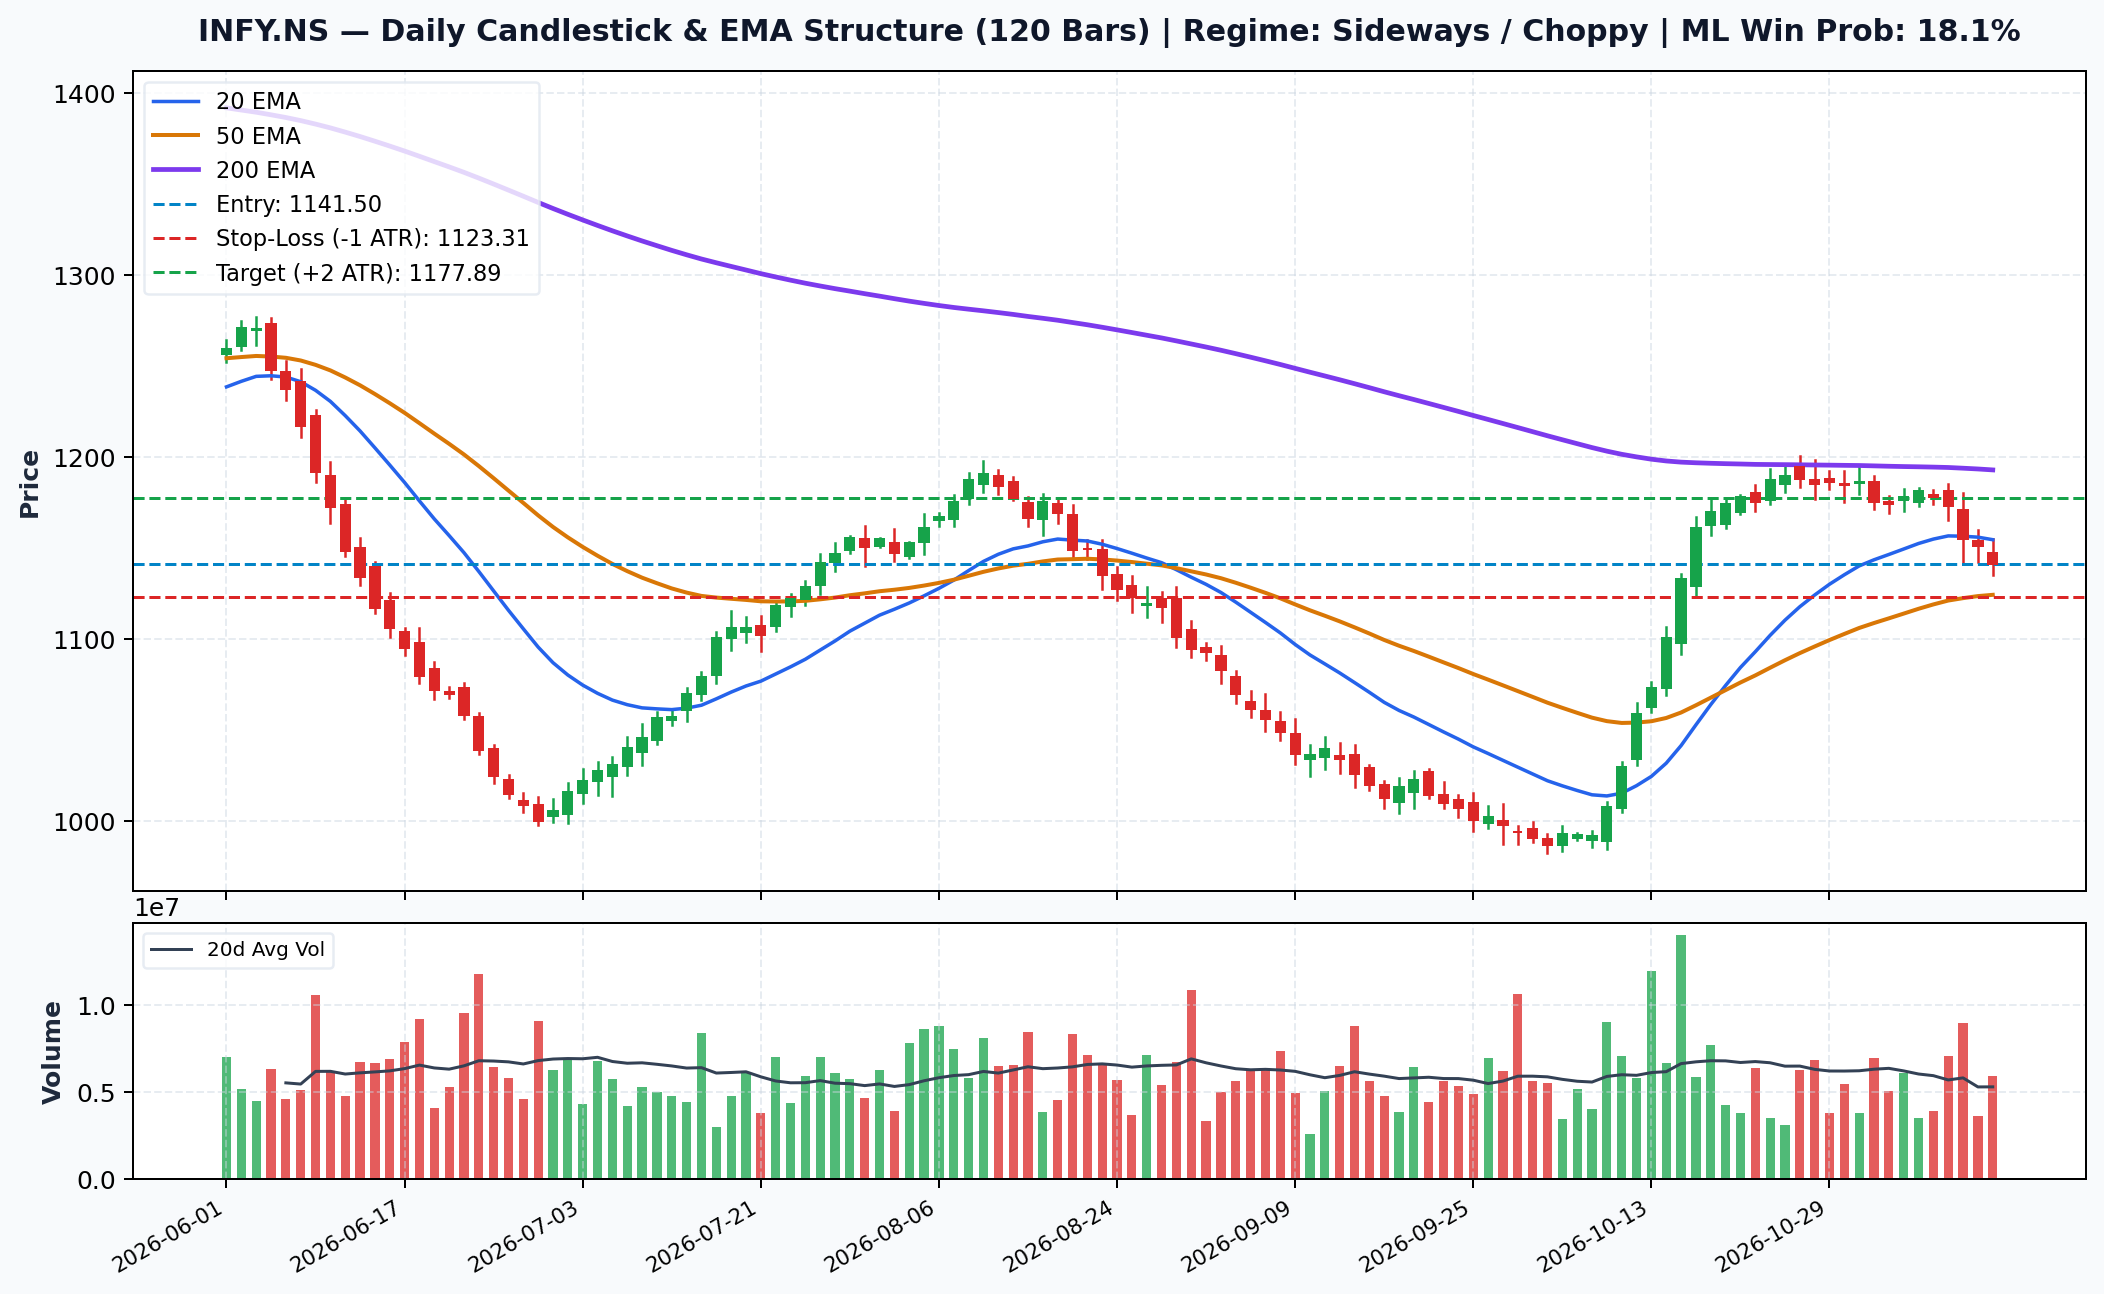 INFY.NS — Daily Candlestick & EMA Structure (120 Bars) | Regime: Sideways / Choppy | ML Win Prob: 18.1%
20 EMA
50 EMA
200 EMA
Entry: 1141.50
Stop-Loss (-1 ATR): 1123.31
Target (+2 ATR): 1177.89
Price
1400
1300
1200
1100
1000
1e7
20d Avg Vol
Volume
1.0
0.5
0.0
2026-06-01
2026-06-17
2026-07-03
2026-07-21
2026-08-06
2026-08-24
2026-09-09
2026-09-25
2026-10-13
2026-10-29